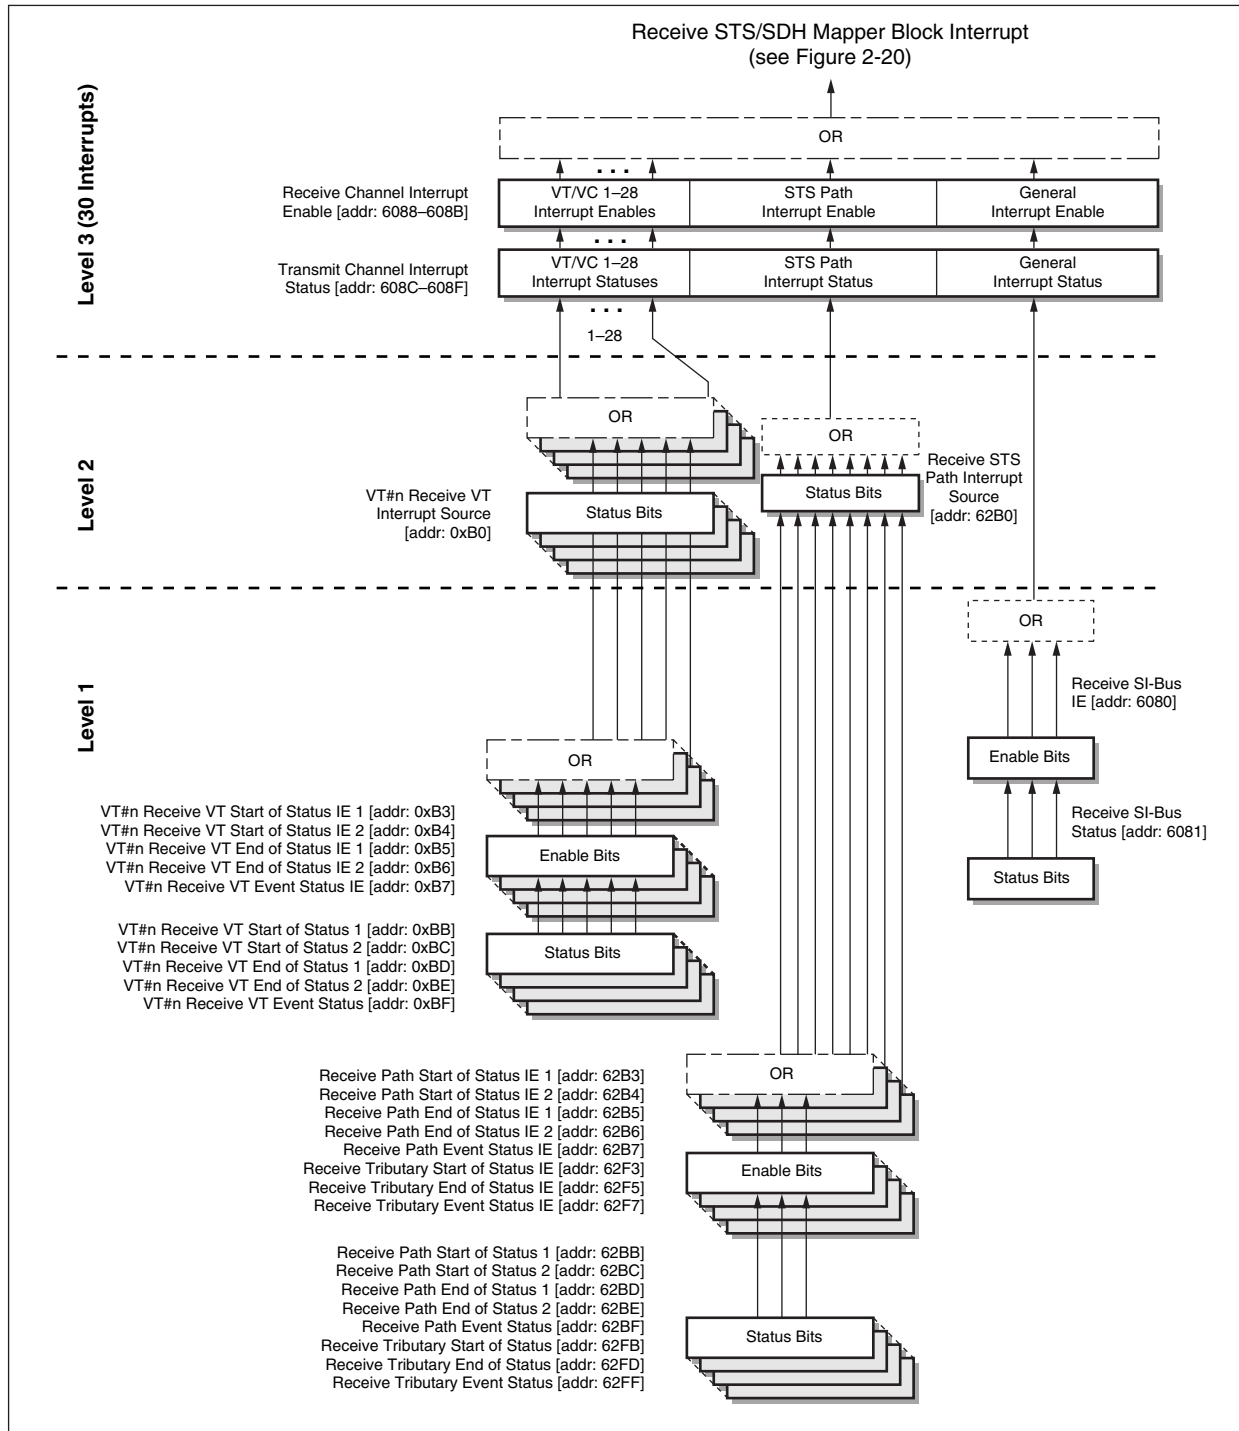 Receive STS/SDH Mapper Block Interrupt
(see Figure 2-20)
Level 3 (30 Interrupts)
OR
Receive Channel Interrupt
Enable [addr: 6088–608B]
VT/VC 1–28
Interrupt Enables
STS Path
Interrupt Enable
General
Interrupt Enable
Transmit Channel Interrupt
Status [addr: 608C–608F]
VT/VC 1–28
Interrupt Statuses
STS Path
Interrupt Status
General
Interrupt Status
1–28
Level 2
OR
OR
VT#n Receive VT
Interrupt Source
[addr: 0xB0]
Status Bits
Status Bits
Receive STS
Path Interrupt
Source
[addr: 62B0]
Level 1
OR
Receive SI-Bus
IE [addr: 6080]
Enable Bits
Receive SI-Bus
Status [addr: 6081]
Status Bits
OR
VT#n Receive VT Start of Status IE 1 [addr: 0xB3]
VT#n Receive VT Start of Status IE 2 [addr: 0xB4]
VT#n Receive VT End of Status IE 1 [addr: 0xB5]
VT#n Receive VT End of Status IE 2 [addr: 0xB6]
VT#n Receive VT Event Status IE [addr: 0xB7]
Enable Bits
VT#n Receive VT Start of Status 1 [addr: 0xBB]
VT#n Receive VT Start of Status 2 [addr: 0xBC]
VT#n Receive VT End of Status 1 [addr: 0xBD]
VT#n Receive VT End of Status 2 [addr: 0xBE]
VT#n Receive VT Event Status [addr: 0xBF]
Status Bits
OR
Receive Path Start of Status IE 1 [addr: 62B3]
Receive Path Start of Status IE 2 [addr: 62B4]
Receive Path End of Status IE 1 [addr: 62B5]
Receive Path End of Status IE 2 [addr: 62B6]
Receive Path Event Status IE [addr: 62B7]
Receive Tributary Start of Status IE [addr: 62F3]
Receive Tributary End of Status IE [addr: 62F5]
Receive Tributary Event Status IE [addr: 62F7]
Enable Bits
Receive Path Start of Status 1 [addr: 62BB]
Receive Path Start of Status 2 [addr: 62BC]
Receive Path End of Status 1 [addr: 62BD]
Receive Path End of Status 2 [addr: 62BE]
Receive Path Event Status [addr: 62BF]
Receive Tributary Start of Status [addr: 62FB]
Receive Tributary End of Status [addr: 62FD]
Receive Tributary Event Status [addr: 62FF]
Status Bits